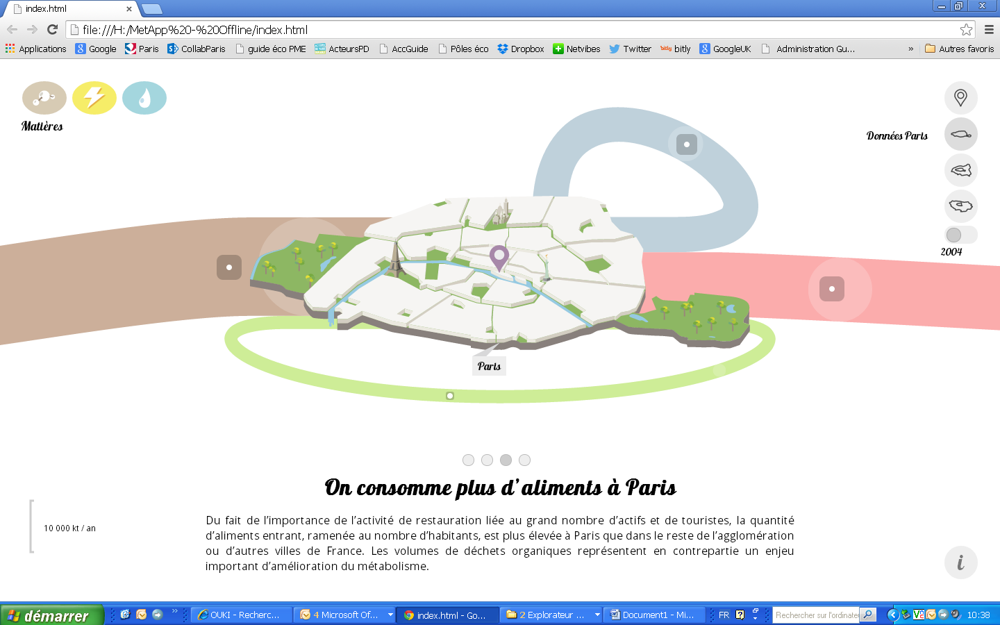 index.html
file:///H:/MetApp%20-%20Offline/index.html
Applications Google Paris CollabParis guide éco PME ActeursPD AccGuide Pôles éco Dropbox Netvibes Twitter bitly bitly GoogleUK Administration Gu... » Autres favoris
Matières
Données Paris
2004
Paris
On consomme plus d'aliments à Paris
Du fait de l'importance de l'activité de restauration liée au grand nombre d'actifs et de touristes, la quantité
d'aliments entrant, ramenée au nombre d'habitants, est plus élevée à Paris que dans le reste de l'agglomération
ou d'autres villes de France. Les volumes de déchets organiques représentent en contrepartie un enjeu
important d'amélioration du métabolisme.
10 000 kt / an
i
démarrer OUKI - Recherc... 4 Microsoft Of... index.html - Go... 2 Explorateur ... Document1 - Mi... FR Rechercher sur l'ordinate 10:38